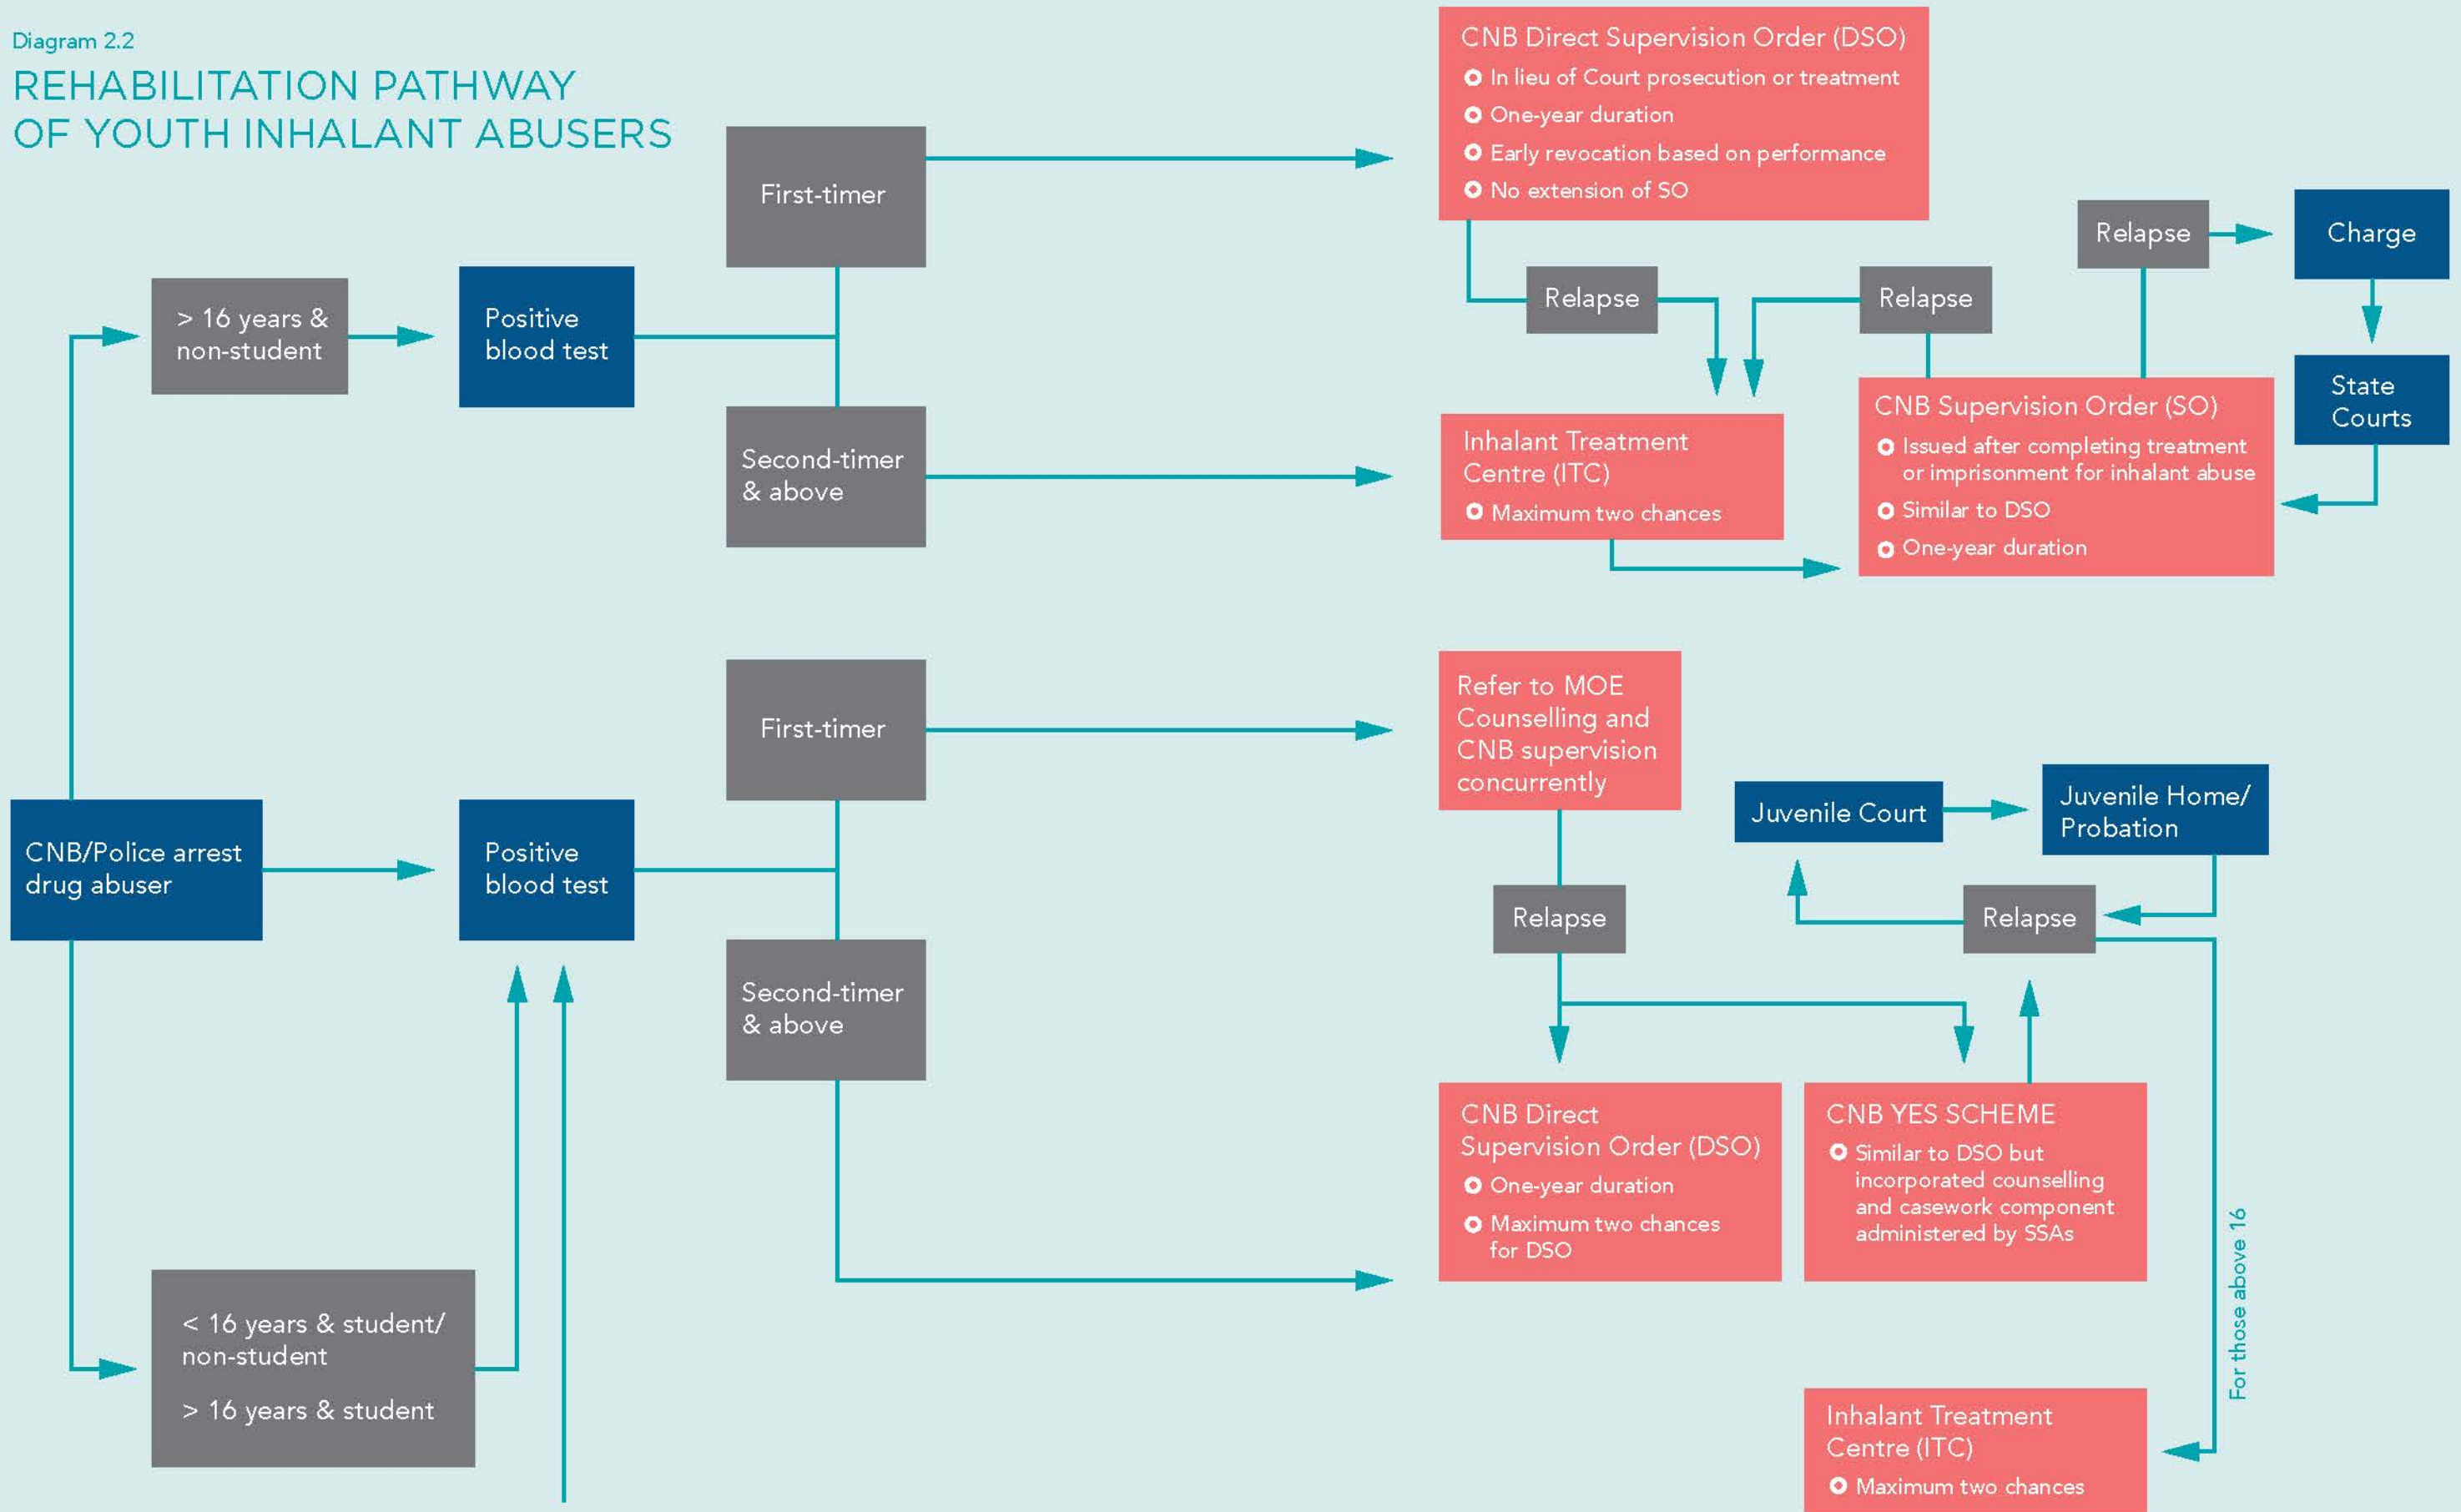 Diagram 2.2
REHABILITATION PATHWAY
OF YOUTH INHALANT ABUSERS
> 16 years &
non-student
Positive
blood test
First-timer
Second-timer
& above
CNB Direct Supervision Order (DSO)
In lieu of Court prosecution or treatment
One-year duration
Early revocation based on performance
No extension of SO
Relapse
Relapse
Relapse
Charge
State
Courts
Inhalant Treatment
Centre (ITC)
Maximum two chances
CNB Supervision Order (SO)
Issued after completing treatment
or imprisonment for inhalant abuse
Similar to DSO
One-year duration
CNB/Police arrest
drug abuser
Positive
blood test
First-timer
Second-timer
& above
< 16 years & student/
non-student
> 16 years & student
Refer to MOE
Counselling and
CNB supervision
concurrently
Relapse
Juvenile Court
Juvenile Home/
Probation
Relapse
CNB Direct
Supervision Order (DSO)
One-year duration
Maximum two chances
for DSO
CNB YES SCHEME
Similar to DSO but
incorporated counselling
and casework component
administered by SSAs
For those above 16
Inhalant Treatment
Centre (ITC)
Maximum two chances